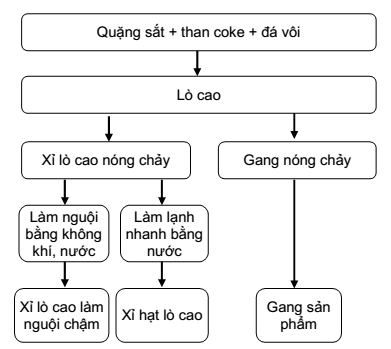 Quặng sắt + than coke + đá vôi
Lò cao
Xỉ lò cao nóng chảy
Gang nóng chảy
Làm nguội
bằng không
khí, nước
Làm lạnh
nhanh bằng
nước
Xỉ lò cao làm
nguội chậm
Xỉ hạt lò cao
Gang sản
phẩm